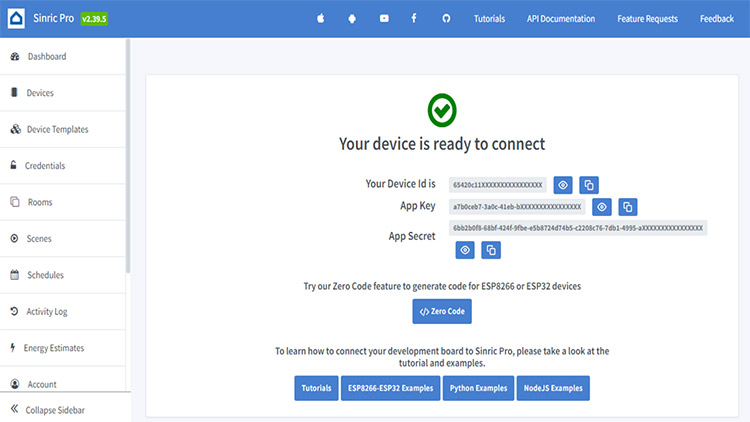 Sinric Pro v2.39.5
Tutorials API Documentation Feature Requests Feedback
Dashboard
Devices
Device Templates
Credentials
Rooms
Scenes
Schedules
Activity Log
Energy Estimates
Account
Collapse Sidebar
Your device is ready to connect
Your Device Id is 65420c11XXXXXXXXXXXXXXXX
App Key a7b0ceb7-3a0c-41eb-bXXXXXXXXXXXXXXXX
App Secret 6bb2b0f8-68bf-424f-9fbe-e5b8724d74b5-c2208c76-7db1-4995-aXXXXXXXXXXXXXXXX
Try our Zero Code feature to generate code for ESP8266 or ESP32 devices
</> Zero Code
To learn how to connect your development board to Sinric Pro, please take a look at the
tutorial and examples.
Tutorials ESP8266-ESP32 Examples Python Examples NodeJS Examples